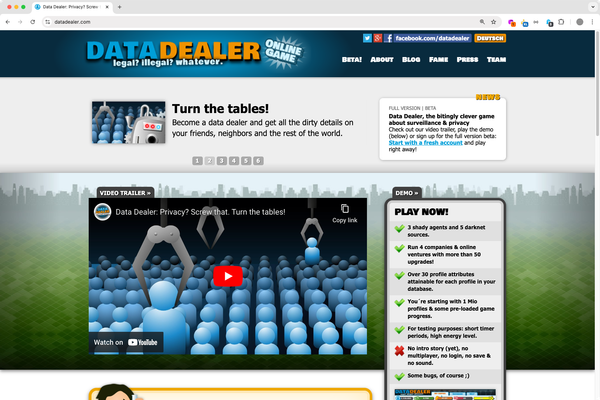 Data Dealer: Privacy? Screw t
datadealer.com
DATA DEALER
ONLINE GAME
legal? illegal? whatever.
facebook.com/datadealer
DEUTSCH
Beta! About Blog Fame Press Team
Turn the tables!
Become a data dealer and get all the dirty details on
your friends, neighbors and the rest of the world.
1 2 3 4 5 6
NEWS
FULL VERSION | BETA
Data Dealer, the bitingly clever game
about surveillance & privacy
Check out our video trailer, play the demo
(below) or sign up for the full version beta:
Start with a fresh account and play
right away!
VIDEO TRAILER »
Data Dealer: Privacy? Screw that. Turn the tables!
Copy link
Watch on YouTube
DEMO »
PLAY NOW!
3 shady agents and 5 darknet
sources.
Run 4 companies & online
ventures with more than 50
upgrades!
Over 30 profile attributes
attainable for each profile in your
database.
You´re starting with 1 Mio
profiles & some pre-loaded game
progress.
For testing purposes: short timer
periods, high energy level.
No intro story (yet), no
multiplayer, no login, no save &
no sound.
Some bugs, of course ;)